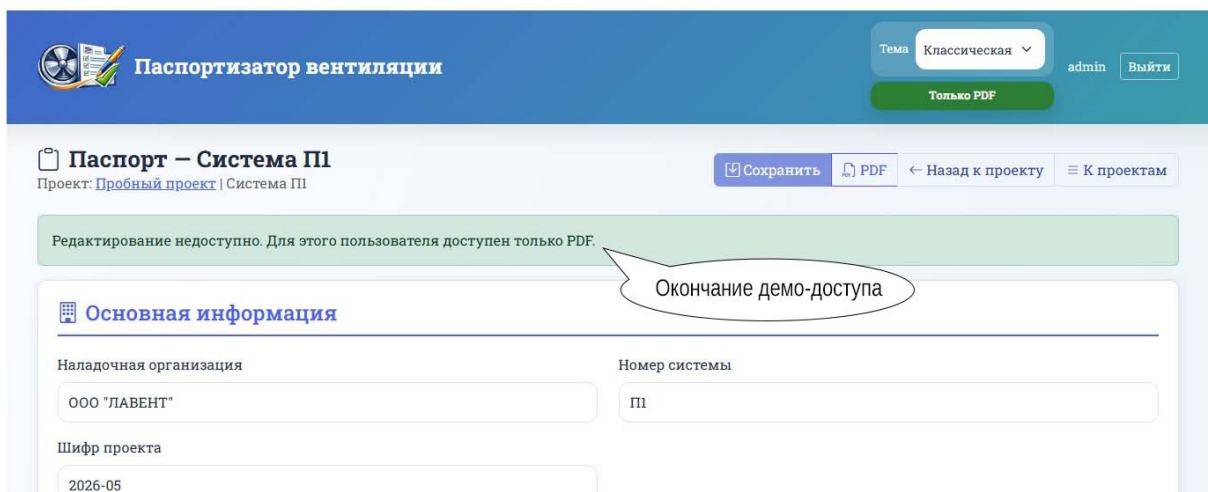 Паспортизатор вентиляции
Тема Классическая
Только PDF
admin Выйти
Паспорт — Система П1
Проект: Пробный проект | Система П1
Сохранить PDF ← Назад к проекту ≡ К проектам
Редактирование недоступно. Для этого пользователя доступен только PDF.
Окончание демо-доступа
Основная информация
Наладочная организация
ООО "ЛАВЕНТ"
Номер системы
П1
Шифр проекта
2026-05